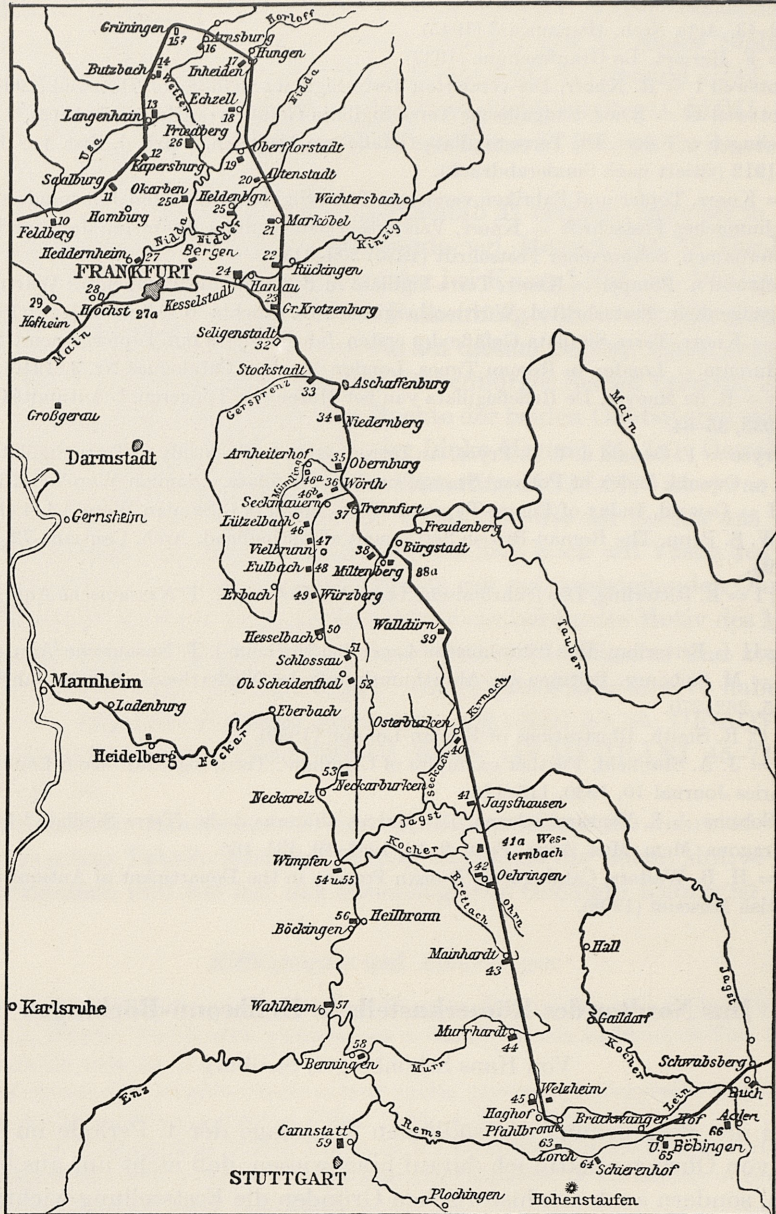 Grüningen
15?
Arnsburg
16
Horloff
Hungen
17
Inheiden
Butzbach
14
Wetter
Echzell
18
Nidda
Langenhain
13
Usa
Friedberg
26
Oberflorstadt
19
12
Kapersburg
Saalburg
11
20
Altenstadt
Okarben
25a
Heldenbgn.
25
Wächtersbach
10
Feldberg
Homburg
Nidda
Nidder
Marköbel
21
Kinzig
Heddernheim
27
Bergen
22
Rückingen
FRANKFURT
24
Hanau
28
29
Höchst
27a
Kesselstadt
23
Gr. Krotzenburg
Hofheim
Main
Seligenstadt
32
Stockstadt
33
Aschaffenburg
Main
Gersprenz
Großgerau
34
Niedernberg
Darmstadt
Arnheiterhof
35
Obernburg
46a
36
Wörth
Mümling
46b
Seckmauern
37
Trennfurt
Gernsheim
Lützelbach
46
Freudenberg
47
Vielbrunn
38
Bürgstadt
Eulbach
48
Miltenberg
38a
Erbach
49
Würzberg
Walldürn
39
Hesselbach
50
Tauber
Schlossau
51
Mannheim
Ob. Scheidenthal
52
Kirnach
Ladenburg
Eberbach
Osterburken
40
Heidelberg
Neckar
Seckach
53
Neckarburken
Neckarelz
41
Jagsthausen
Jagst
Kocher
41a Wes-
ternbach
Wimpfen
54 u. 55
42
Oehringen
Brettach
Ohrn
56
Heilbronn
Böckingen
Hall
Mainhardt
43
Jagst
Karlsruhe
Wahlheim
57
Gaildorf
Murrhardt
44
Kocher
58
Benningen
Murr
Schwabsberg
Enz
Lein
Buch
45
Welzheim
Haghof
Pfahlbronn
Brackwanger Hof
Aalen
66
Cannstatt
59
Rems
63
Lorch
U. Böbingen
65
64
Schierenhof
STUTTGART
Plochingen
Hohenstaufen